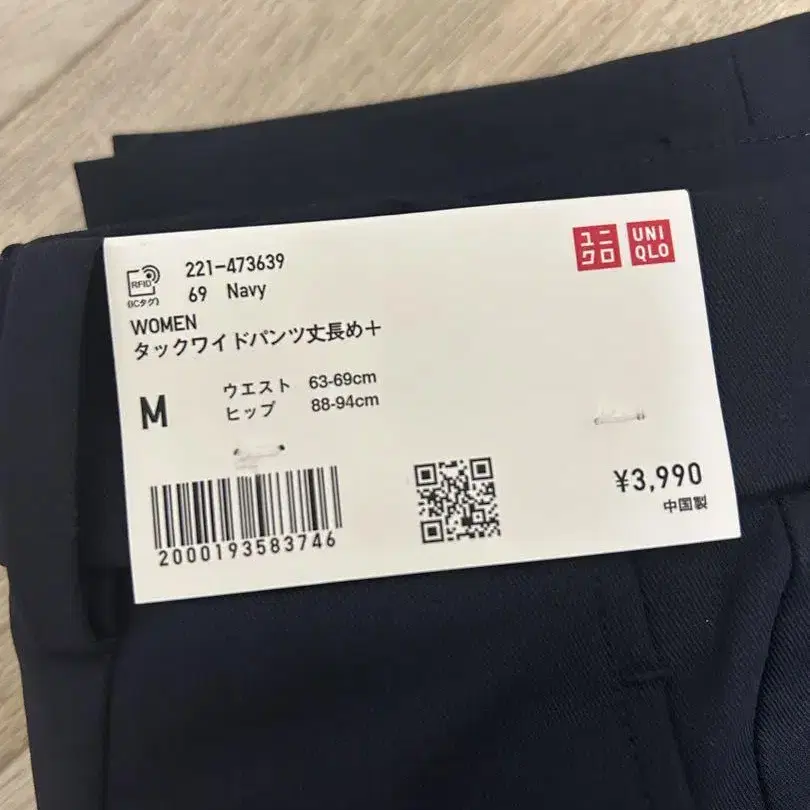 RFID
(ICタグ)
221-473639
69 Navy
ユニ
クロ
UNI
QLO
WOMEN
タックワイドパンツ丈長め＋
M
ウエスト 63-69cm
ヒップ 88-94cm
2000193583746
¥3,990
中国製